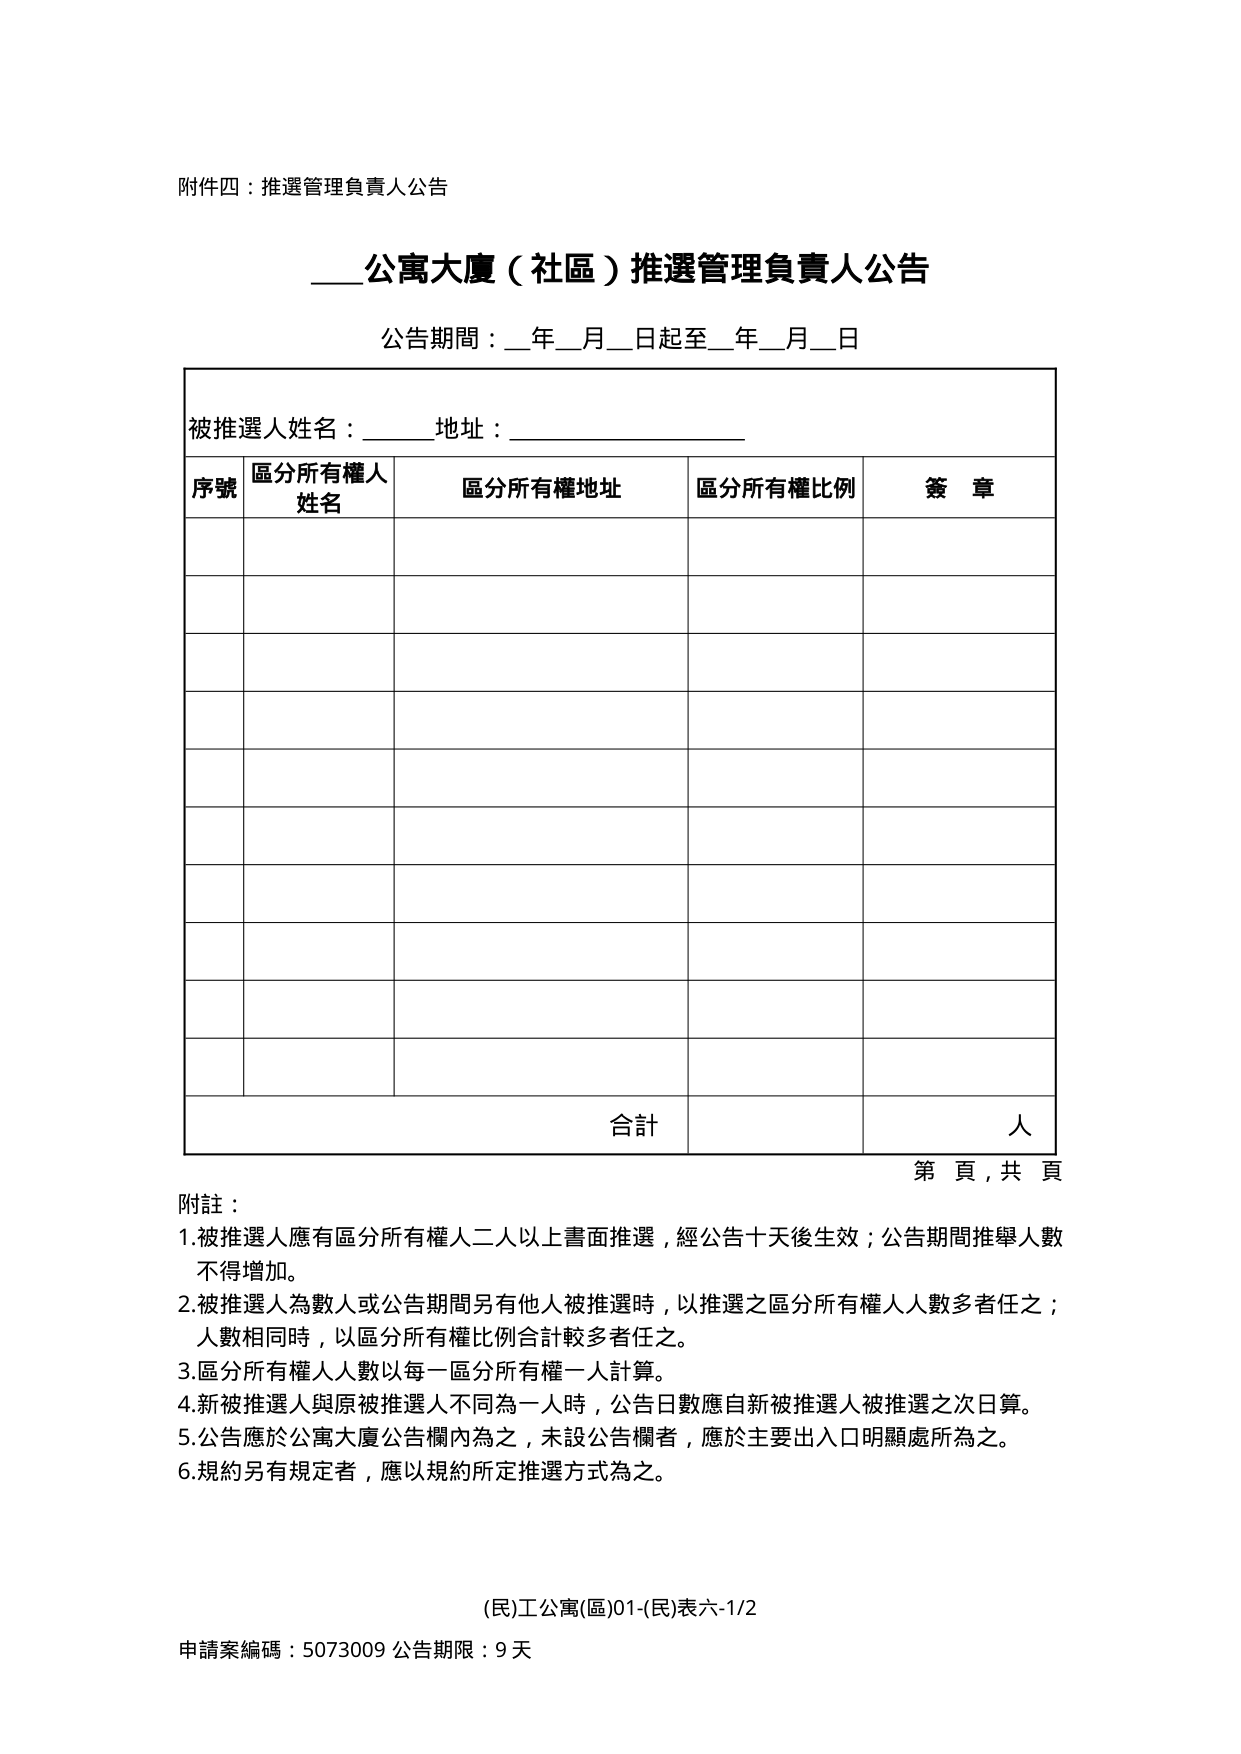 附件四：推選管理負責人公告
____公寓大廈（社區）推選管理負責人公告
公告期間：__年__月__日起至__年__月__日
被推選人姓名：______地址：____________________
序號 區分所有權人姓名 區分所有權地址 區分所有權比例 簽　章
合計 人
第 頁，共 頁
附註：
1.被推選人應有區分所有權人二人以上書面推選，經公告十天後生效；公告期間推舉人數
不得增加。
2.被推選人為數人或公告期間另有他人被推選時，以推選之區分所有權人人數多者任之；
人數相同時，以區分所有權比例合計較多者任之。
3.區分所有權人人數以每一區分所有權一人計算。
4.新被推選人與原被推選人不同為一人時，公告日數應自新被推選人被推選之次日算。
5.公告應於公寓大廈公告欄內為之，未設公告欄者，應於主要出入口明顯處所為之。
6.規約另有規定者，應以規約所定推選方式為之。
(民)工公寓(區)01-(民)表六-1/2
申請案編碼：5073009 公告期限：9 天